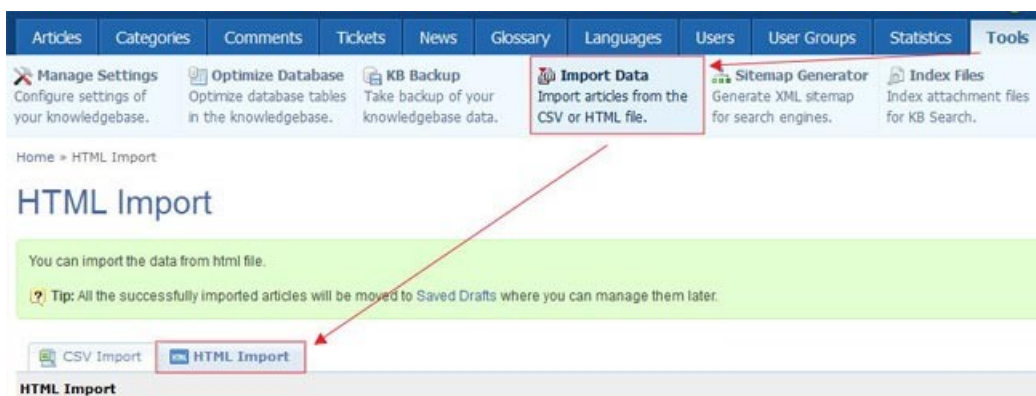 Articles Categories Comments Tickets News Glossary Languages Users User Groups Statistics Tools
Manage Settings
Configure settings of
your knowledgebase.
Optimize Database
Optimize database tables
in the knowledgebase.
KB Backup
Take backup of your
knowledgebase data.
Import Data
Import articles from the
CSV or HTML file.
Sitemap Generator
Generate XML sitemap
for search engines.
Index Files
Index attachment files
for KB Search.
Home » HTML Import
HTML Import
You can import the data from html file.
Tip: All the successfully imported articles will be moved to Saved Drafts where you can manage them later.
CSV Import HTML Import
HTML Import